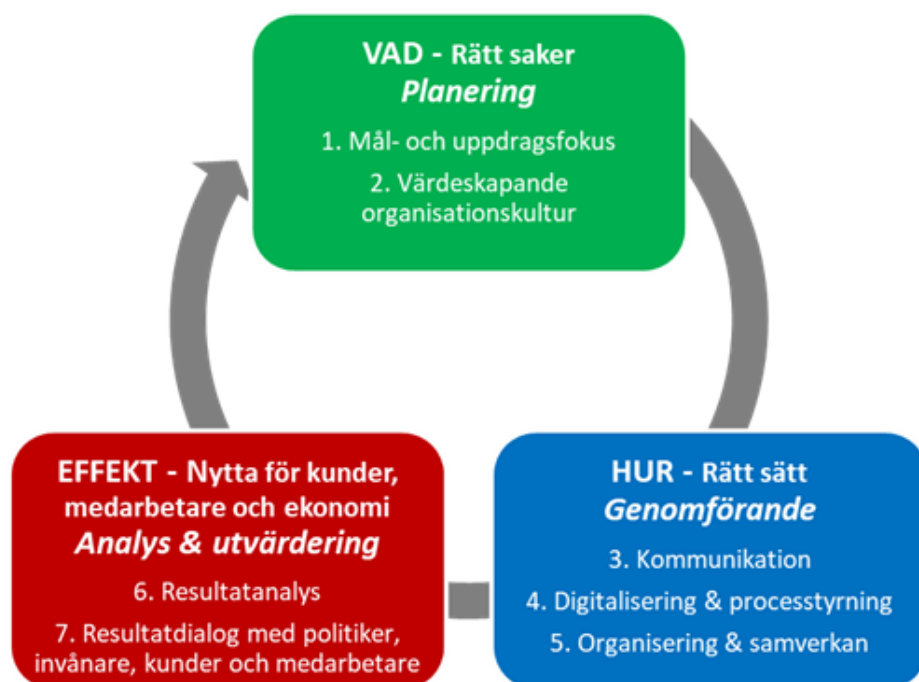 VAD - Rätt saker
Planering
1. Mål- och uppdragsfokus
2. Värdeskapande
organisationskultur
EFFEKT - Nytta för kunder,
medarbetare och ekonomi
Analys & utvärdering
6. Resultatanalys
7. Resultatdialog med politiker,
invånare, kunder och medarbetare
HUR - Rätt sätt
Genomförande
3. Kommunikation
4. Digitalisering & processtyrning
5. Organisering & samverkan